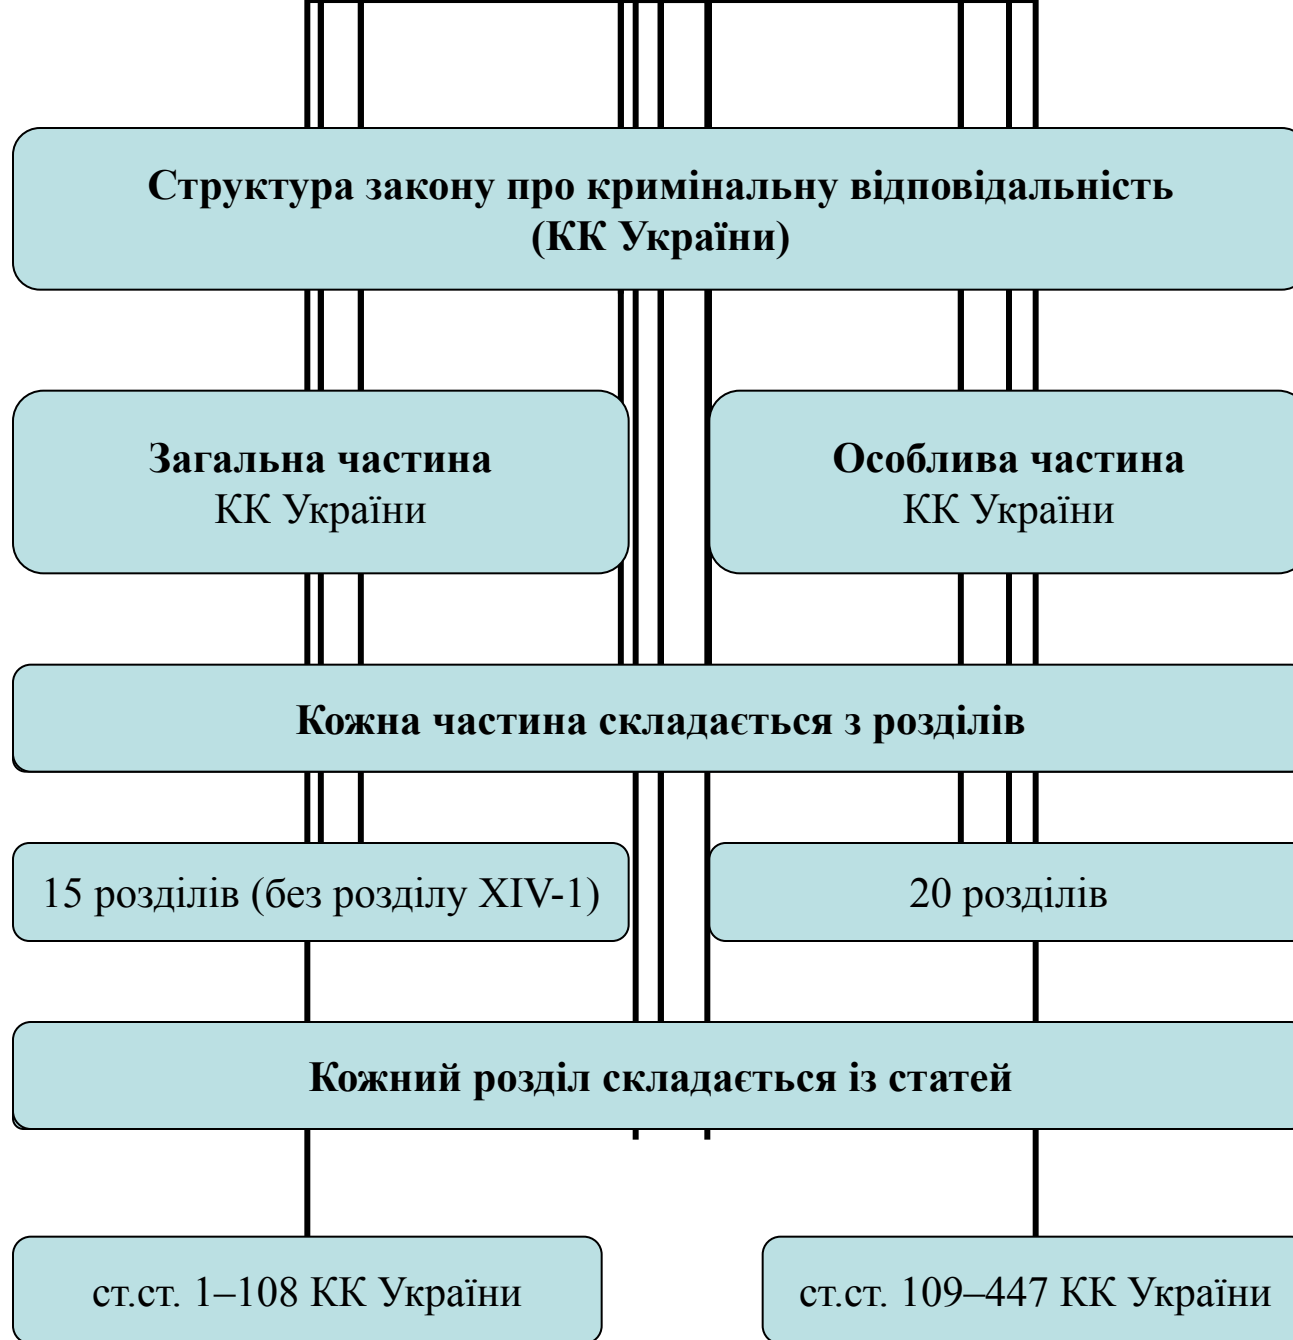 Структура закону про кримінальну відповідальність
(КК України)
Загальна частина
КК України
Особлива частина
КК України
Кожна частина складається з розділів
15 розділів (без розділу XIV-1)
20 розділів
Кожний розділ складається із статей
ст.ст. 1–108 КК України
ст.ст. 109–447 КК України